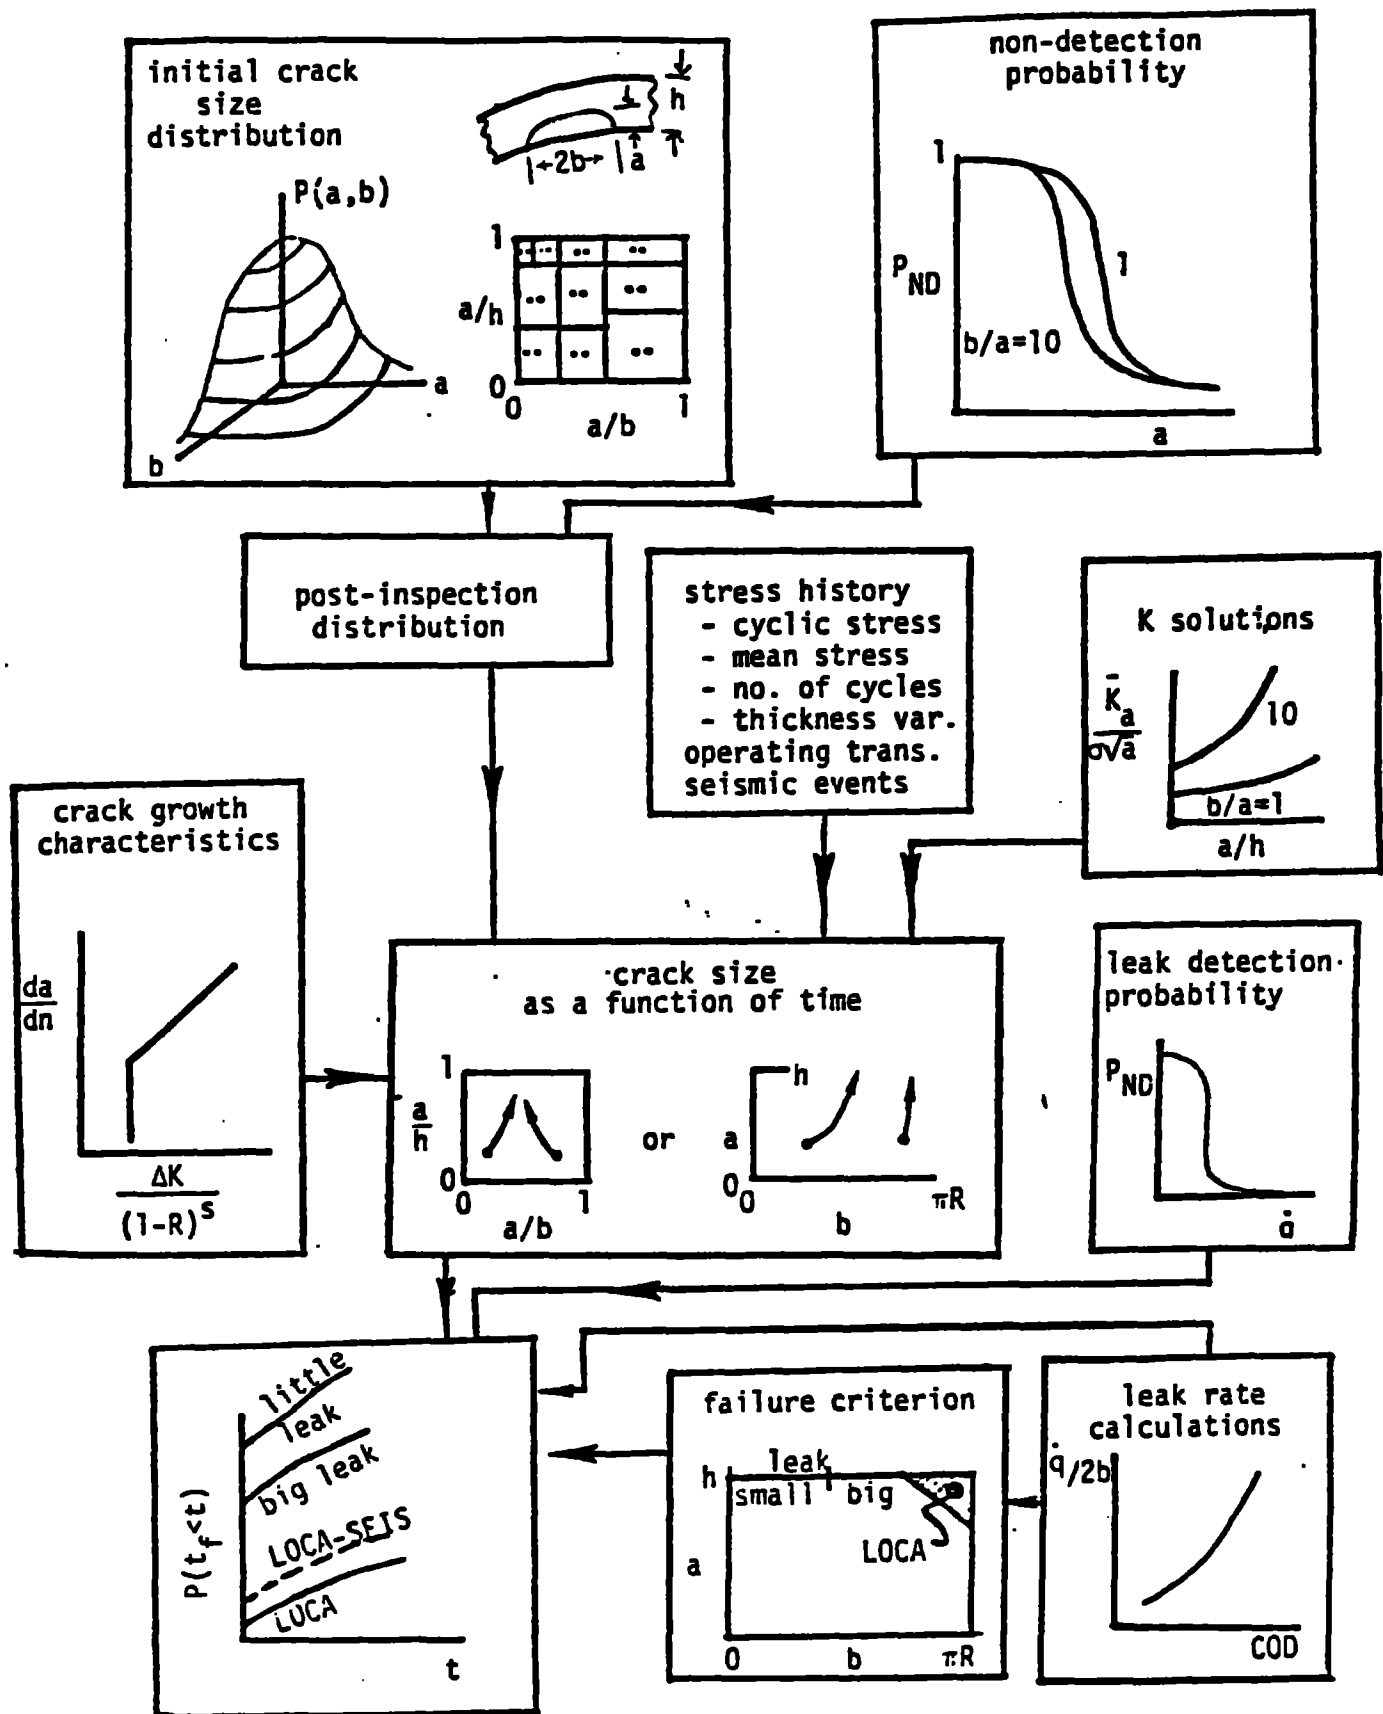 initial crack
size
distribution
h
a
2b
P(a,b)
a
b
1
a/h
0
0
1
a/b
non-detection
probability
1
P_ND
1
b/a=10
a
post-inspection
distribution
stress history
- cyclic stress
- mean stress
- no. of cycles
- thickness var.
operating trans.
seismic events
K solutions
K̄_a
σ√a
10
b/a=1
a/h
crack growth
characteristics
da
dn
ΔK
(1-R)^s
crack size
as a function of time
1
a
h
0
0
1
a/b
or
h
a
0
0
πR
b
leak detection
probability
P_ND
little
leak
big leak
LOCA-SEIS
LOCA
P(t_f<t)
t
failure criterion
h
leak
small
big
LOCA
a
0
b
πR
leak rate
calculations
q̇/2b
COD